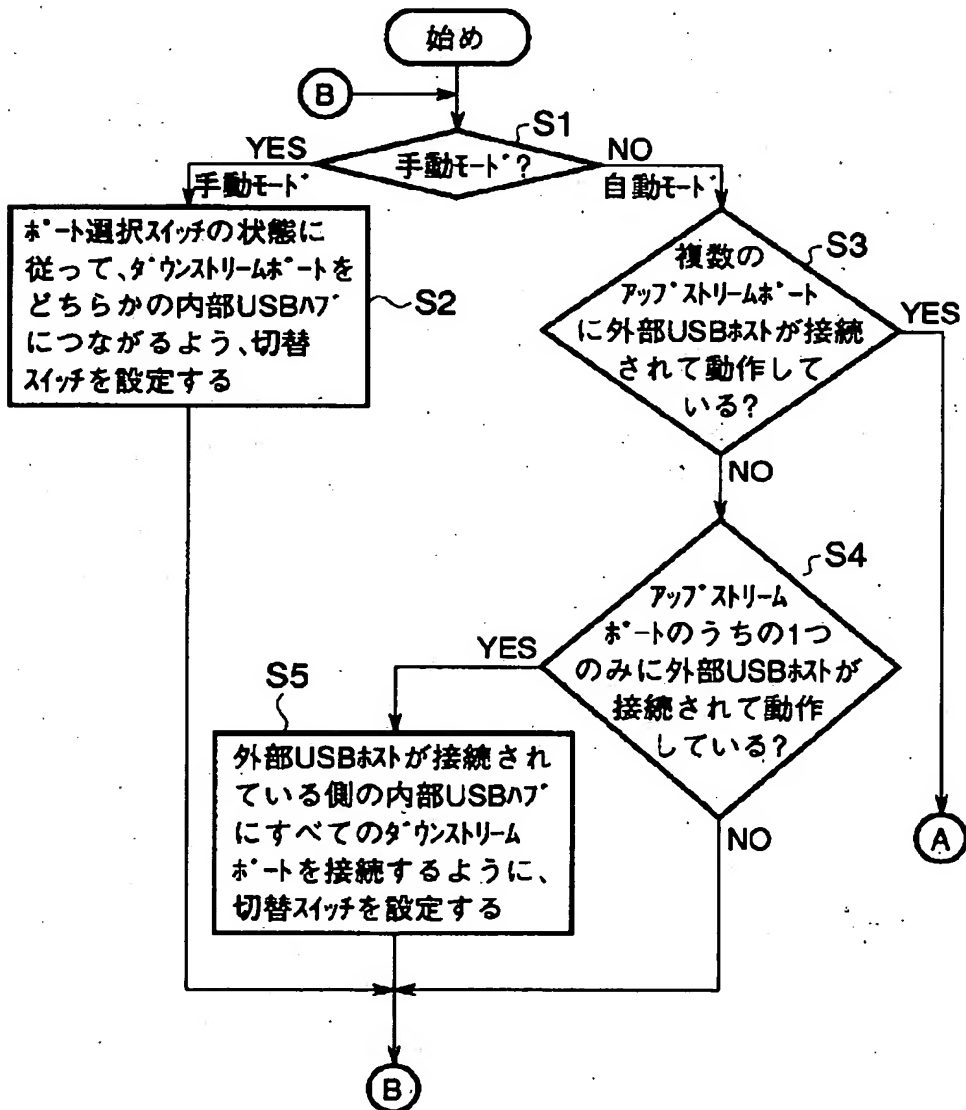 始め
B
S1
YES
手動モード?
NO
手動モード
自動モード
ポート選択スイッチの状態に
従って、ダウンストリームポートを
どちらかの内部USBハブ
につながるよう、切替
スイッチを設定する
S2
S3
複数の
アップストリームポート
に外部USBホストが接続
されて動作して
いる?
YES
NO
S4
アップストリーム
ポートのうちの1つ
のみに外部USBホストが
接続されて動作
している?
YES
S5
外部USBホストが接続され
ている側の内部USBハブ
にすべてのダウンストリーム
ポートを接続するように、
切替スイッチを設定する
NO
A
B